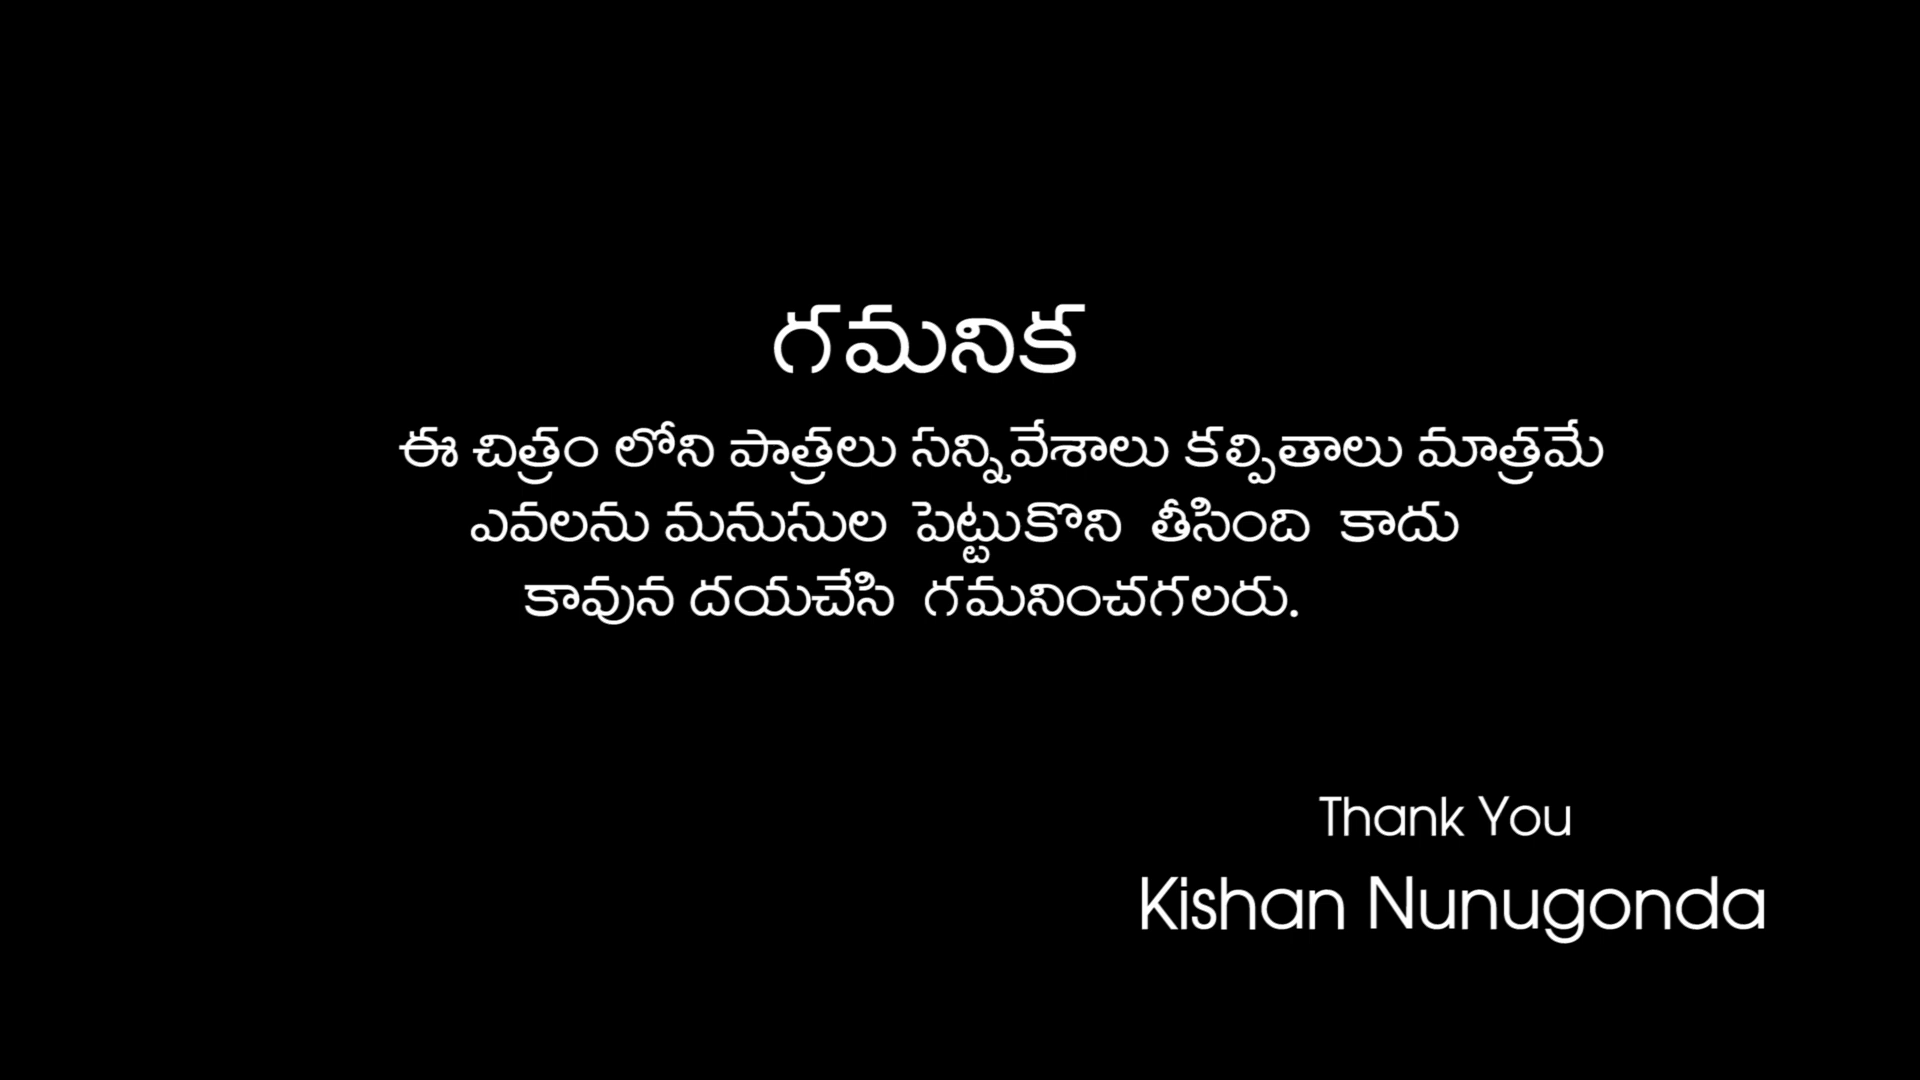 గమనిక
ఈ చిత్రం లోని పాత్రలు సన్నివేశాలు కల్పితాలు మాత్రమే
ఎవలను మనుసుల పెట్టుకొని తీసింది కాదు
కావున దయచేసి గమనించగలరు.
Thank You
Kishan Nunugonda